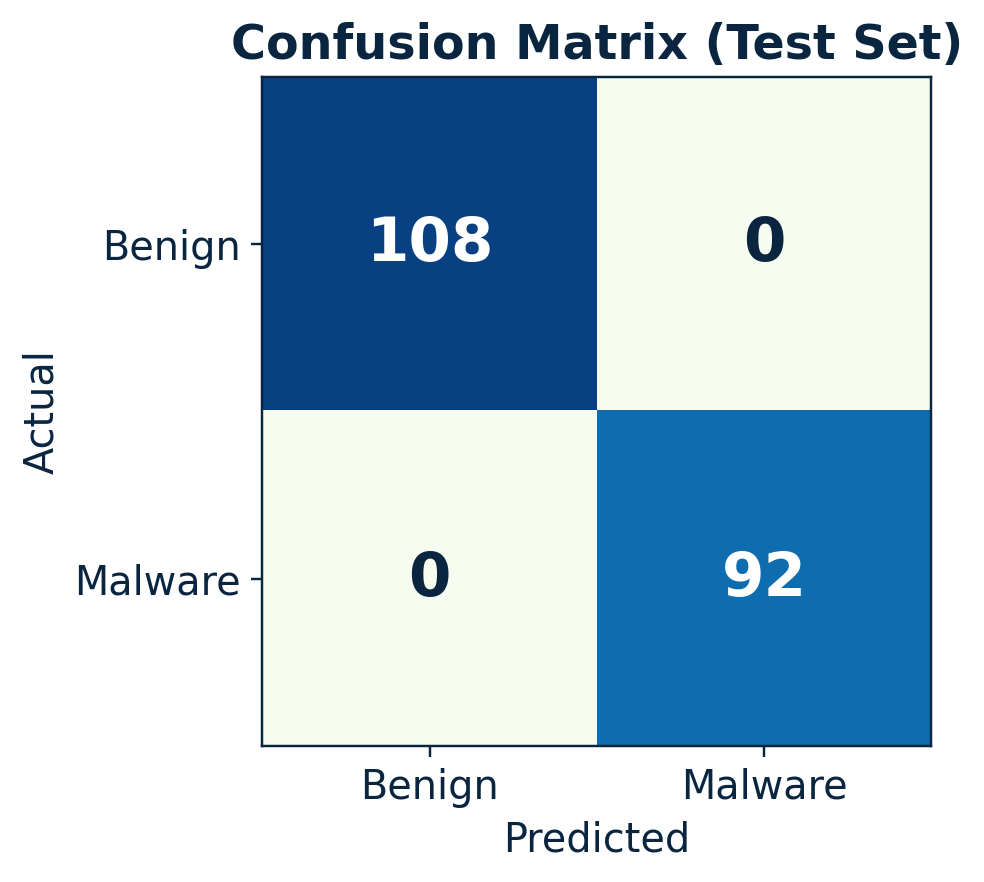 Confusion Matrix (Test Set)
Actual
Benign 108 0
Malware 0 92
Benign Malware
Predicted